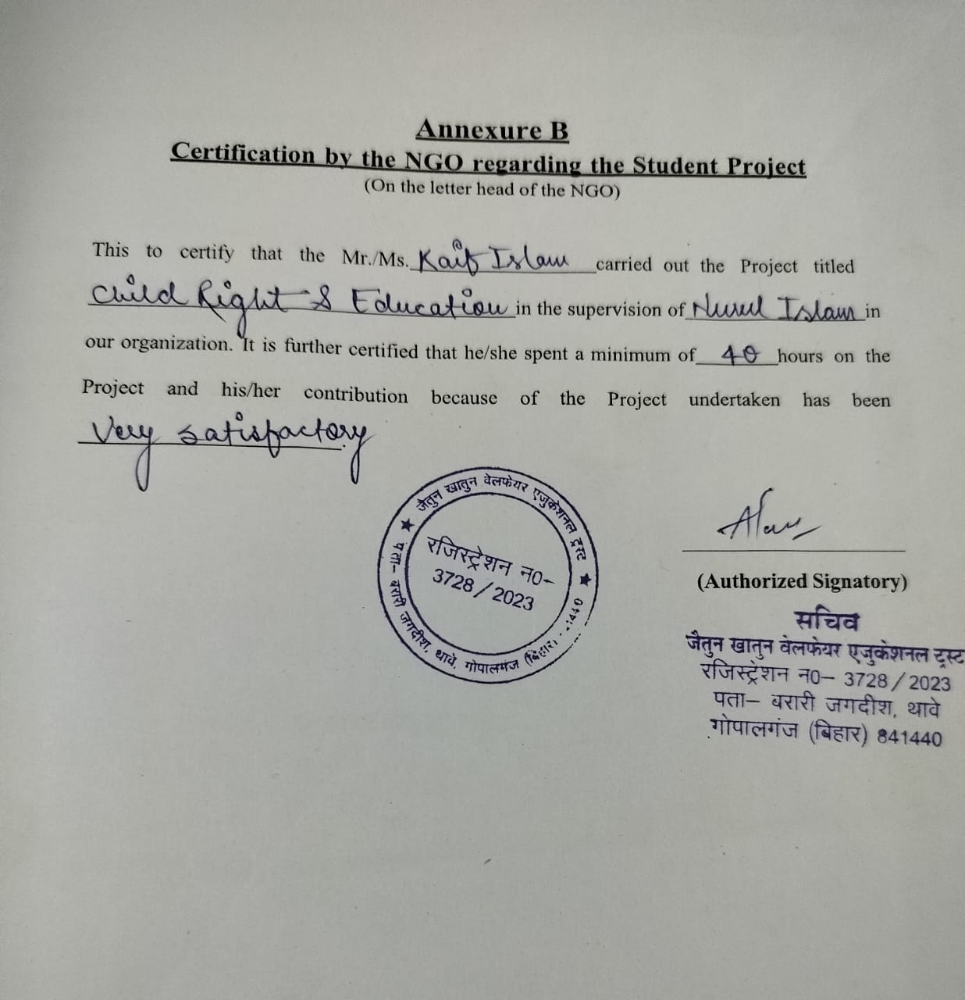 Annexure B
Certification by the NGO regarding the Student Project
(On the letter head of the NGO)
This to certify that the Mr./Ms. Kaif Islam carried out the Project titled
Child Right & Education in the supervision of Nurul Islam in
our organization. It is further certified that he/she spent a minimum of 40 hours on the
Project and his/her contribution because of the Project undertaken has been
Very satisfactory
जैतुन खातुन वेलफेयर एजुकेशनल ट्रस्ट
रजिस्ट्रेशन न0–
3728 / 2023
पता– बरारी जगदीश, थावे, गोपालगंज (बिहार)
(Authorized Signatory)
सचिव
जैतुन खातुन वेलफेयर एजुकेशनल ट्रस्ट
रजिस्ट्रेशन न0– 3728 / 2023
पता– बरारी जगदीश, थावे
गोपालगंज (बिहार) 841440